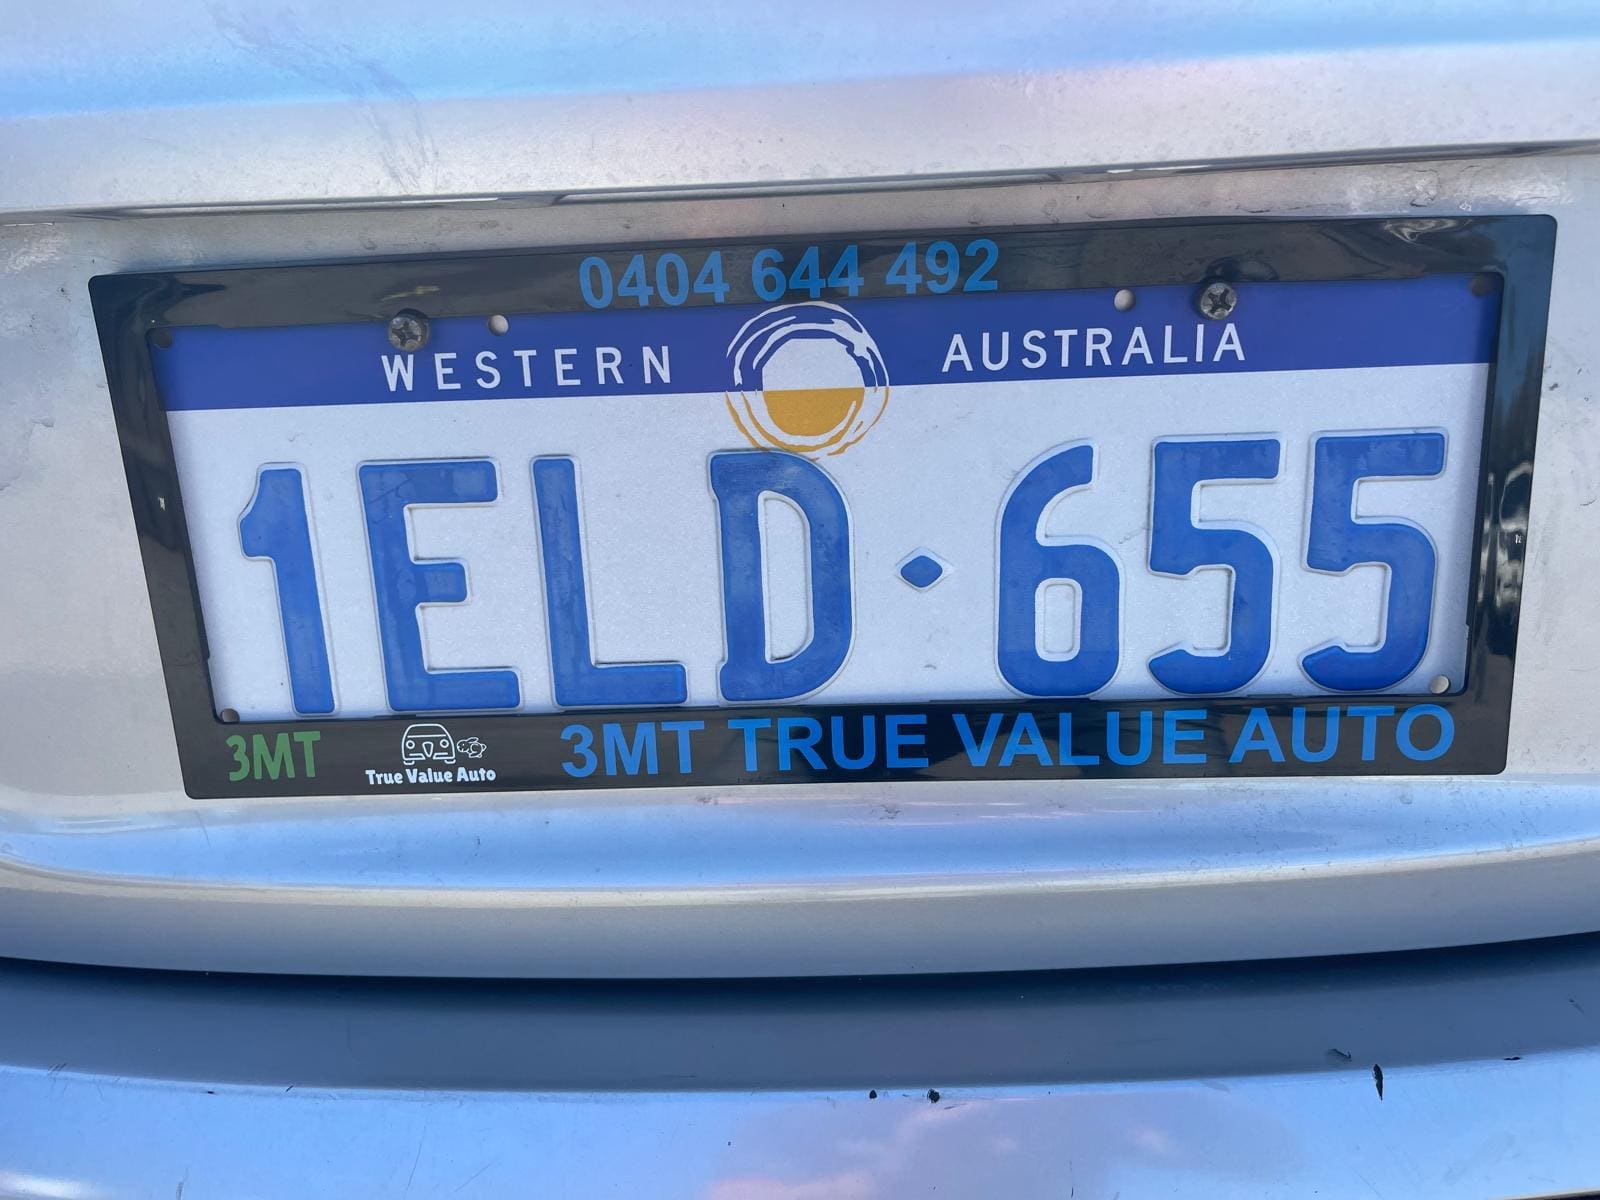 0404 644 492
WESTERN AUSTRALIA
1ELD·655
3MT True Value Auto 3MT TRUE VALUE AUTO